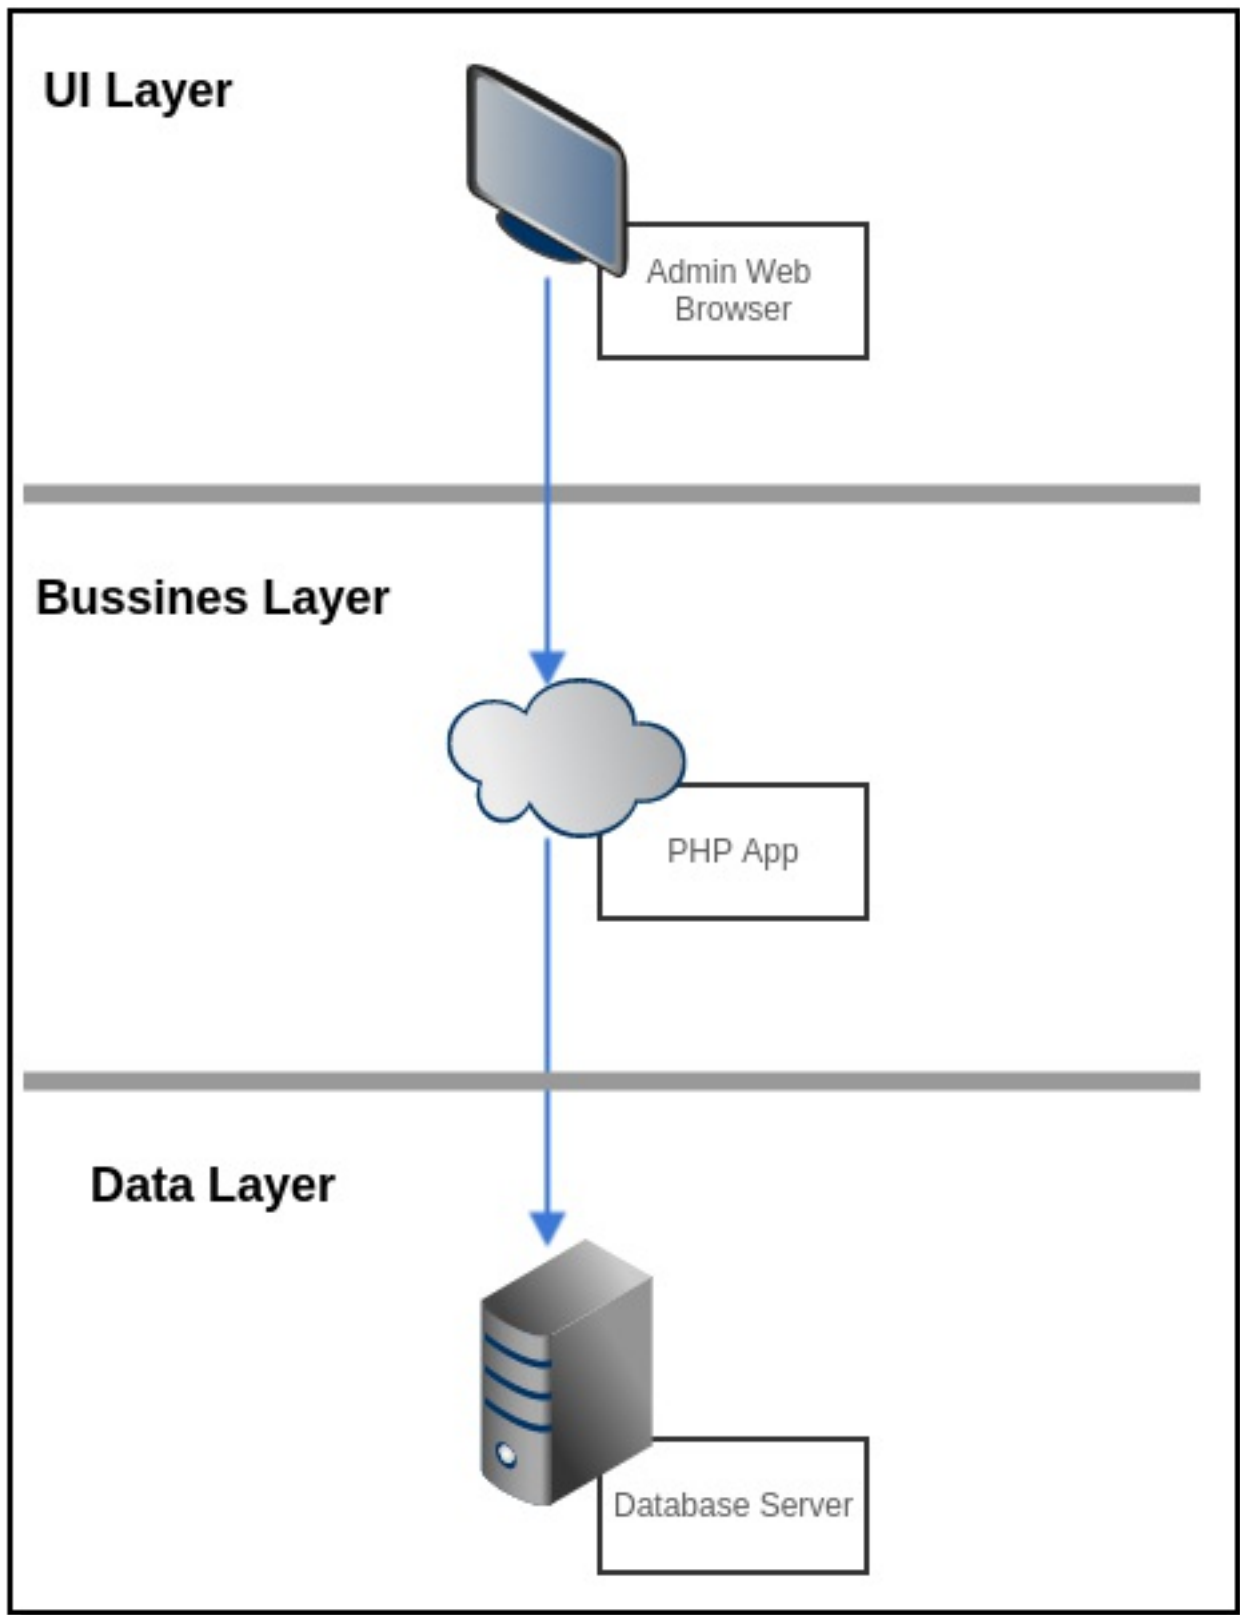 UI Layer
Admin Web
Browser
Bussines Layer
PHP App
Data Layer
Database Server